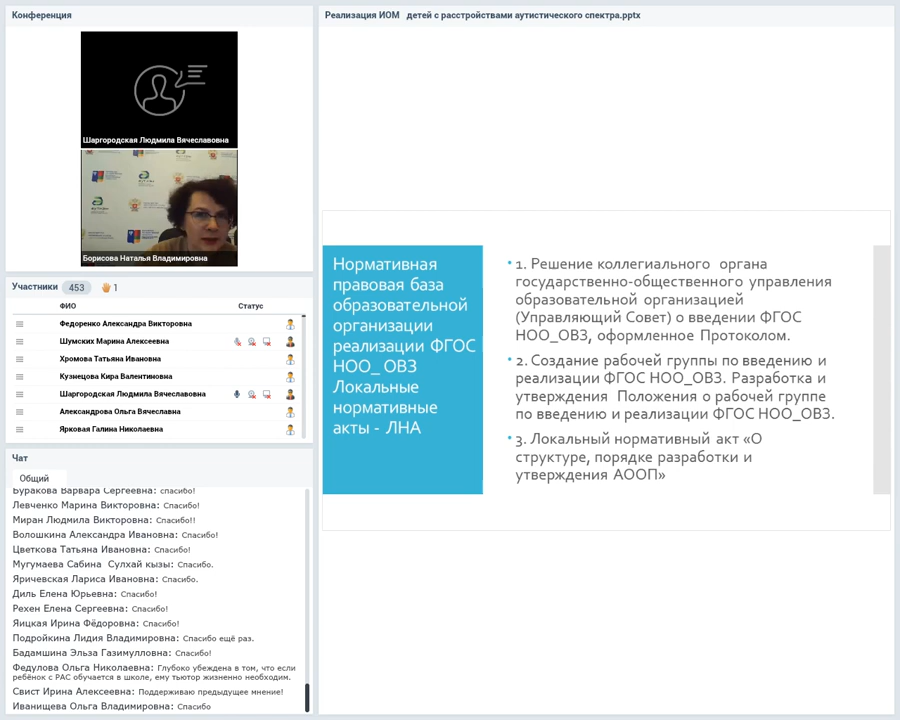 Конференция
Шаргородская Людмила Вячеславовна
Борисова Наталья Владимировна
Участники 453 1
ФИО Статус
Федоренко Александра Викторовна
Шумских Марина Алексеевна
Хромова Татьяна Ивановна
Кузнецова Кира Валентиновна
Шаргородская Людмила Вячеславовна
Александрова Ольга Вячеславна
Ярковая Галина Николаевна
Чат
Общий
Буракова Варвара Сергеевна: спасибо!
Левченко Марина Викторовна: Спасибо!
Миран Людмила Викторовна: Спасибо!!
Волошкина Александра Ивановна: Спасибо!
Цветкова Татьяна Ивановна: Спасибо!
Мугумаева Сабина Сулхай кызы: Спасибо.
Яричевская Лариса Ивановна: Спасибо.
Диль Елена Юрьевна: Спасибо!
Рехен Елена Сергеевна: Спасибо!
Яицкая Ирина Фёдоровна: Спасибо!
Подройкина Лидия Владимировна: Спасибо ещё раз.
Бадамшина Эльза Газимулловна: Спасибо!
Федулова Ольга Николаевна: Глубоко убеждена в том, что если
ребёнок с РАС обучается в школе, ему тьютор жизненно необходим.
Свист Ирина Алексеевна: Поддерживаю предыдущее мнение!
Иванищева Ольга Владимировна: Спасибо
Реализация ИОМ детей с расстройствами аутистического спектра.pptx
Нормативная
правовая база
образовательной
организации
реализации ФГОС
НОО_ ОВЗ
Локальные
нормативные
акты - ЛНА
• 1. Решение коллегиального органа
государственно-общественного управления
образовательной организацией
(Управляющий Совет) о введении ФГОС
НОО_ОВЗ, оформленное Протоколом.
• 2. Создание рабочей группы по введению и
реализации ФГОС НОО_ОВЗ. Разработка и
утверждения Положения о рабочей группе
по введению и реализации ФГОС НОО_ОВЗ.
• 3. Локальный нормативный акт «О
структуре, порядке разработки и
утверждения АООП»